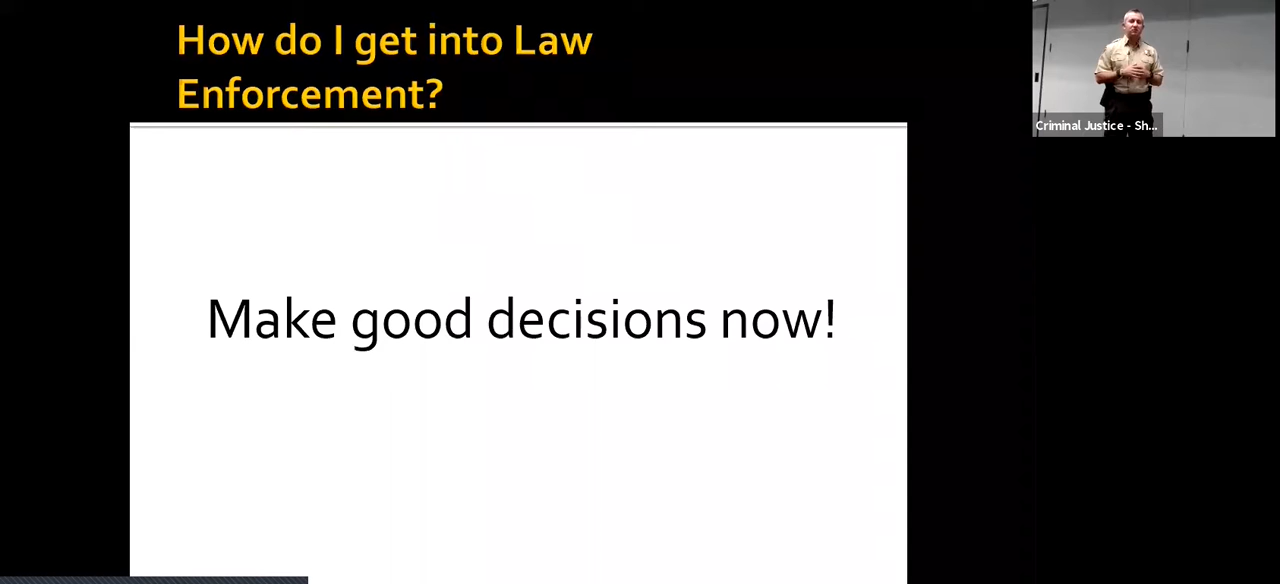 How do I get into Law
Enforcement?
Make good decisions now!
Criminal Justice - Sh...